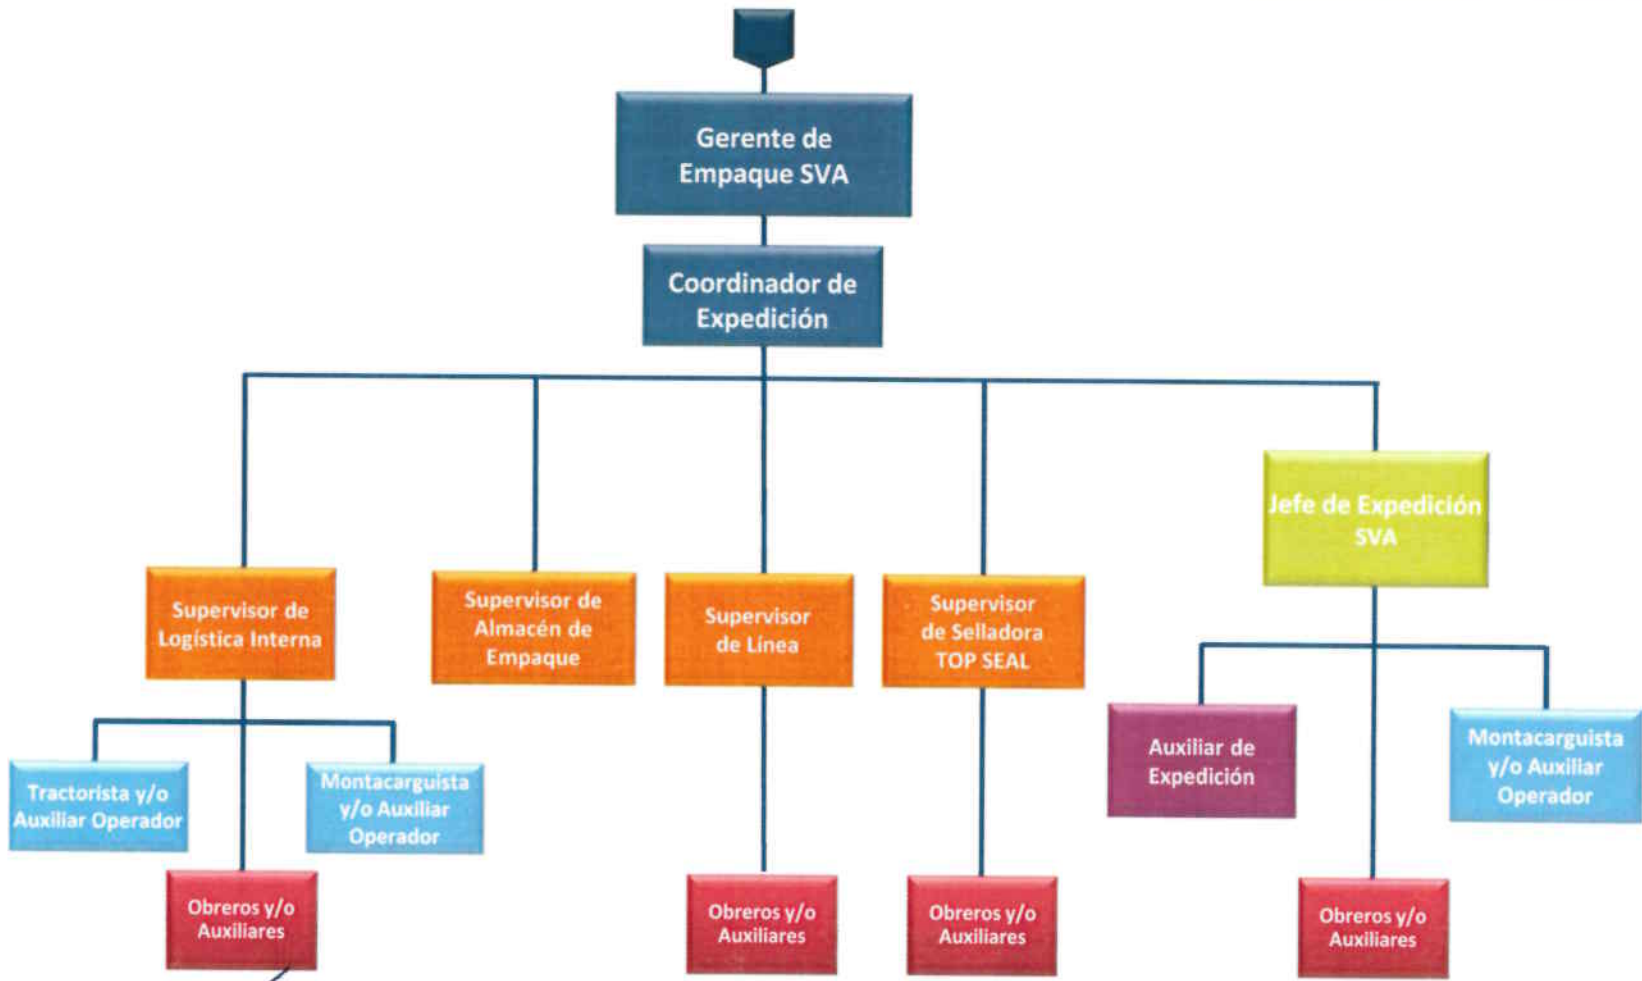 Gerente de
Empaque SVA
Coordinador de
Expedición
Jefe de Expedición
SVA
Supervisor de
Logística Interna
Supervisor de
Almacén de
Empaque
Supervisor
de Línea
Supervisor
de Selladora
TOP SEAL
Auxiliar de
Expedición
Montacarguista
y/o Auxiliar
Operador
Tractorista y/o
Auxiliar Operador
Montacarguista
y/o Auxiliar
Operador
Obreros y/o
Auxiliares
Obreros y/o
Auxiliares
Obreros y/o
Auxiliares
Obreros y/o
Auxiliares